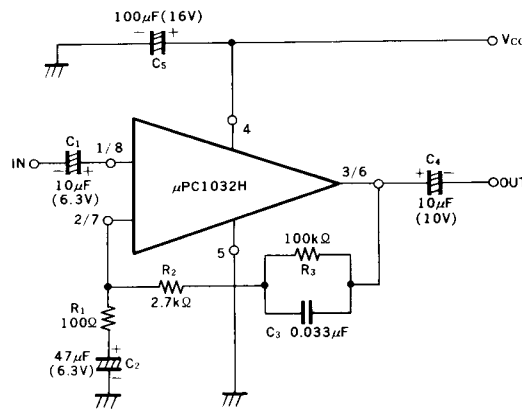 100μF(16V)
− +
C5
VCC
4
C1
1/8
IN
− +
10μF
(6.3V)
2/7
μPC1032H
3/6
C4
+ −
OUT
10μF
(10V)
5
100kΩ
R3
R2
2.7kΩ
R1
100Ω
C3 0.033μF
47μF
(6.3V)
+
−
C2